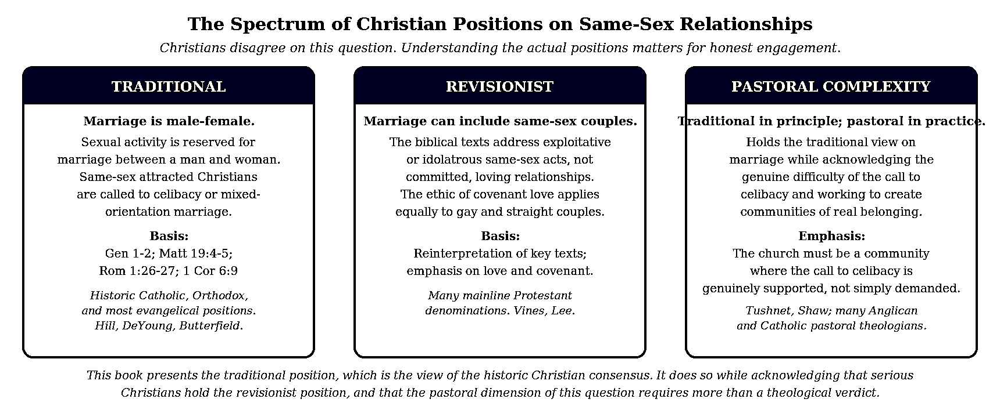 The Spectrum of Christian Positions on Same-Sex Relationships
Christians disagree on this question. Understanding the actual positions matters for honest engagement.
TRADITIONAL
Marriage is male-female.
Sexual activity is reserved for
marriage between a man and woman.
Same-sex attracted Christians
are called to celibacy or mixed-
orientation marriage.
Basis:
Gen 1-2; Matt 19:4-5;
Rom 1:26-27; 1 Cor 6:9
Historic Catholic, Orthodox,
and most evangelical positions.
Hill, DeYoung, Butterfield.
REVISIONIST
Marriage can include same-sex couples.
The biblical texts address exploitative
or idolatrous same-sex acts, not
committed, loving relationships.
The ethic of covenant love applies
equally to gay and straight couples.
Basis:
Reinterpretation of key texts;
emphasis on love and covenant.
Many mainline Protestant
denominations. Vines, Lee.
PASTORAL COMPLEXITY
Traditional in principle; pastoral in practice.
Holds the traditional view on
marriage while acknowledging the
genuine difficulty of the call to
celibacy and working to create
communities of real belonging.
Emphasis:
The church must be a community
where the call to celibacy is
genuinely supported, not simply demanded.
Tushnet, Shaw; many Anglican
and Catholic pastoral theologians.
This book presents the traditional position, which is the view of the historic Christian consensus. It does so while acknowledging that serious
Christians hold the revisionist position, and that the pastoral dimension of this question requires more than a theological verdict.